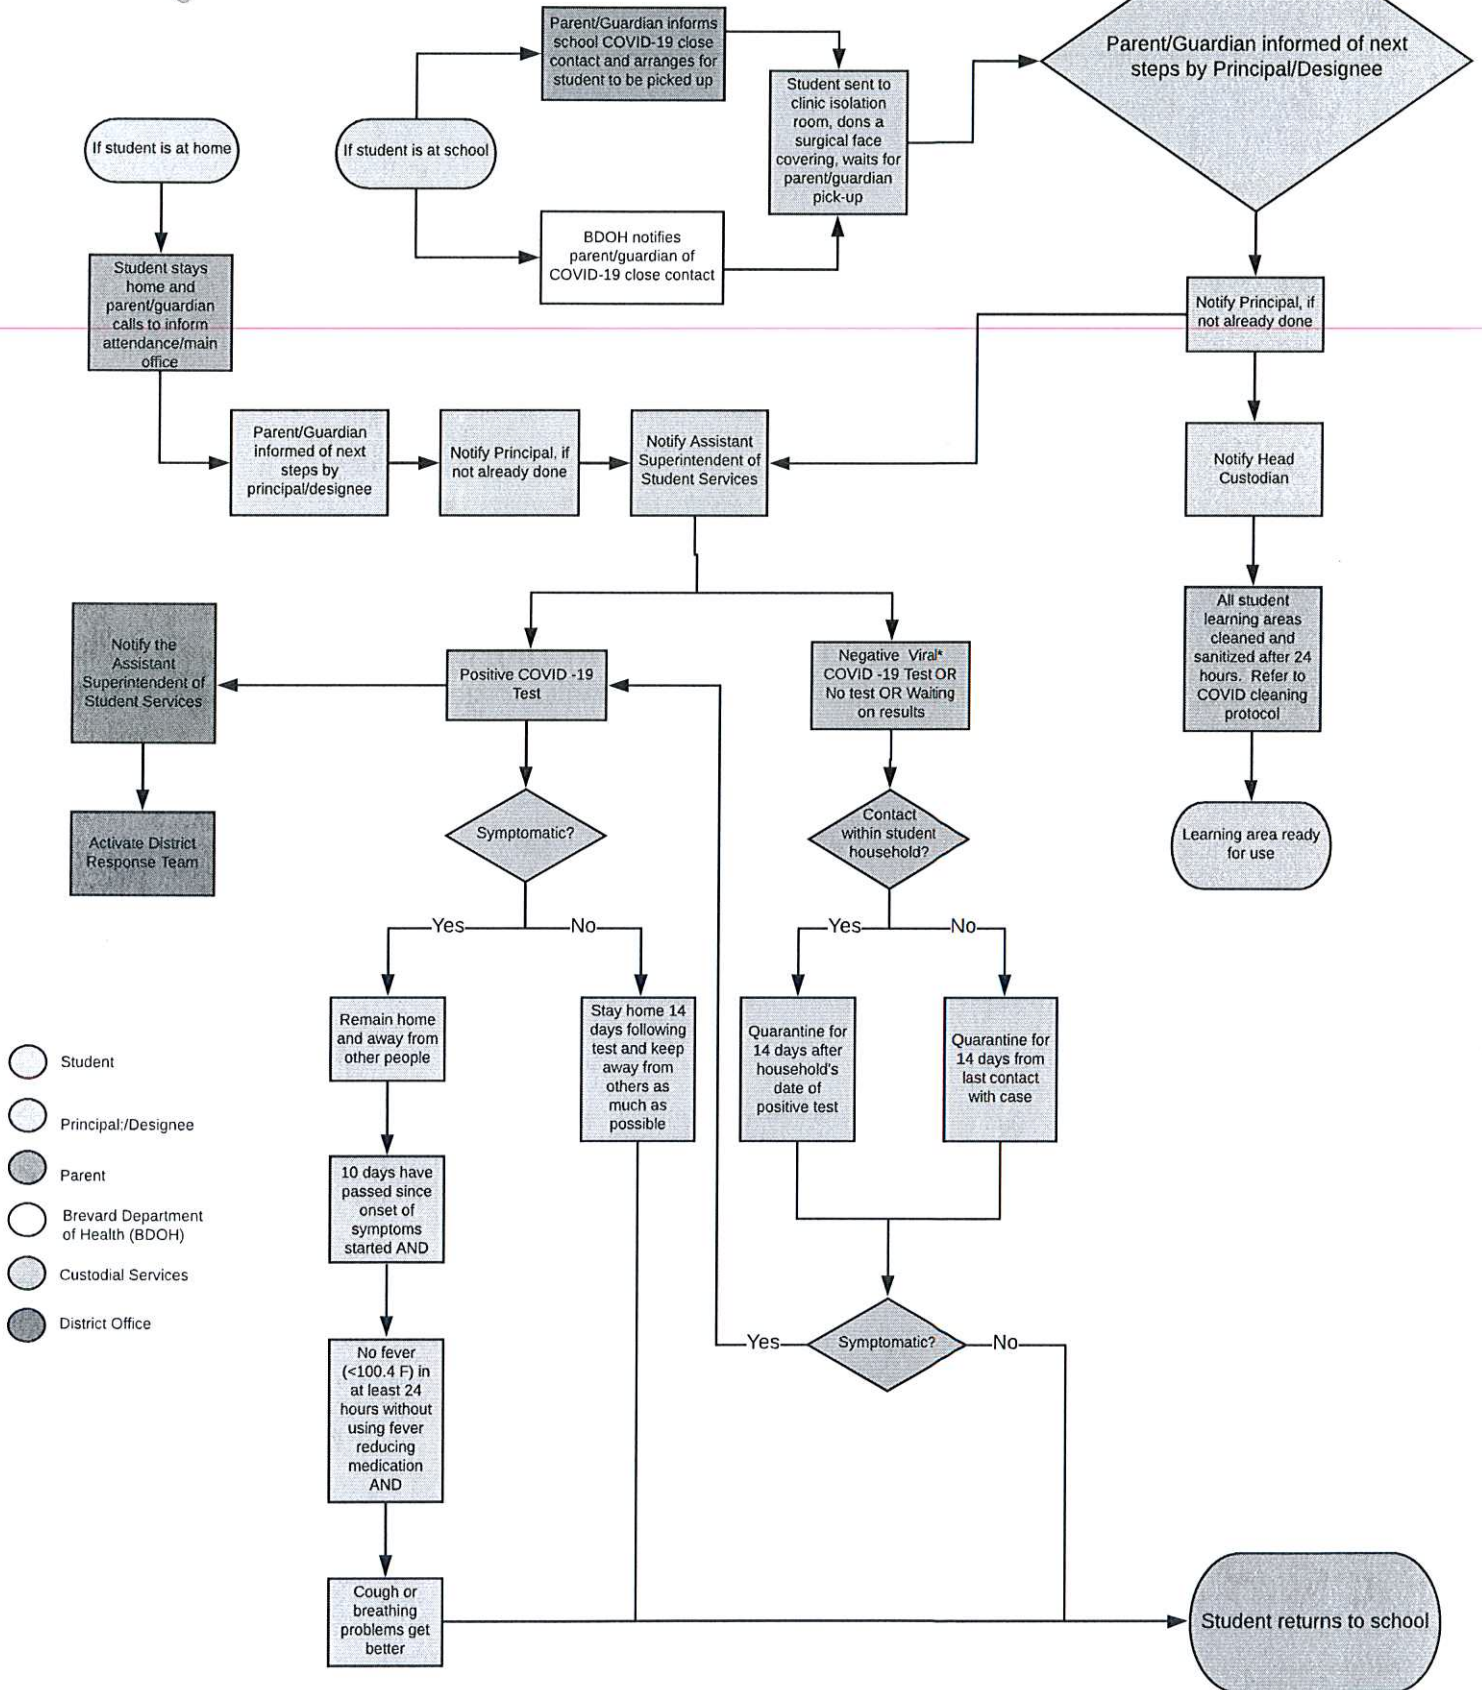 Parent/Guardian informs
school COVID-19 close
contact and arranges for
student to be picked up
Parent/Guardian informed of next
steps by Principal/Designee
Student sent to
clinic isolation
room, dons a
surgical face
covering, waits for
parent/guardian
pick-up
If student is at home
If student is at school
BDOH notifies
parent/guardian of
COVID-19 close contact
Student stays
home and
parent/guardian
calls to inform
attendance/main
office
Notify Principal, if
not already done
Parent/Guardian
informed of next
steps by
principal/designee
Notify Principal, if
not already done
Notify Assistant
Superintendent of
Student Services
Notify Head
Custodian
All student
learning areas
cleaned and
sanitized after 24
hours. Refer to
COVID cleaning
protocol
Notify the
Assistant
Superintendent of
Student Services
Positive COVID -19
Test
Negative Viral*
COVID -19 Test OR
No test OR Waiting
on results
Activate District
Response Team
Symptomatic?
Contact
within student
household?
Learning area ready
for use
Yes
No
Yes
No
Remain home
and away from
other people
Stay home 14
days following
test and keep
away from
others as
much as
possible
Quarantine for
14 days after
household's
date of
positive test
Quarantine for
14 days from
last contact
with case
Student
Principal:/Designee
Parent
Brevard Department
of Health (BDOH)
Custodial Services
District Office
10 days have
passed since
onset of
symptoms
started AND
No fever
(<100.4 F) in
at least 24
hours without
using fever
reducing
medication
AND
Yes
Symptomatic?
No
Cough or
breathing
problems get
better
Student returns to school